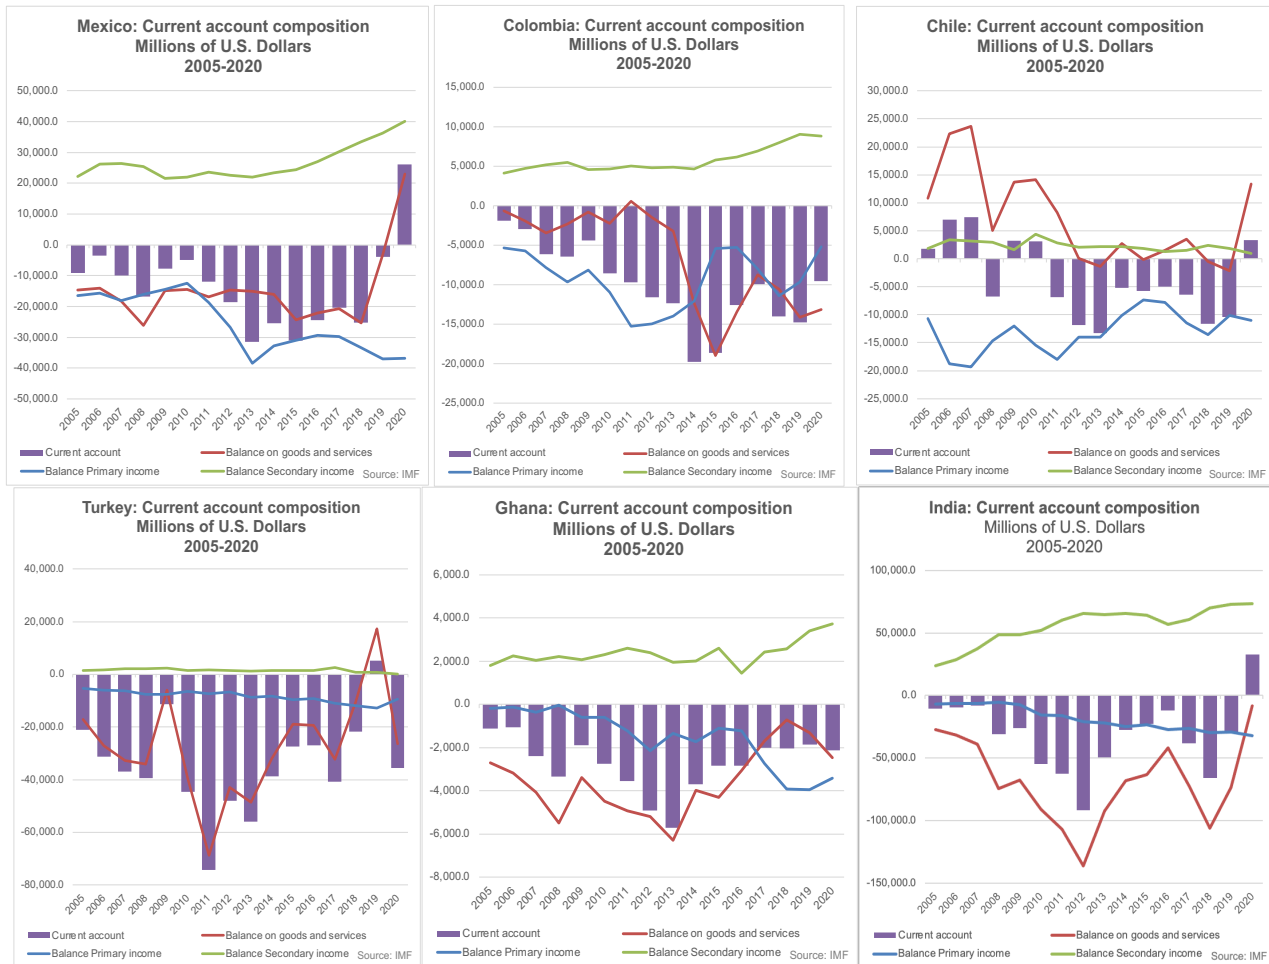 Mexico: Current account composition
Millions of U.S. Dollars
2005-2020
50,000.0
40,000.0
30,000.0
20,000.0
10,000.0
0.0
-10,000.0
-20,000.0
-30,000.0
-40,000.0
-50,000.0
2005 2006 2007 2008 2009 2010 2011 2012 2013 2014 2015 2016 2017 2018 2019 2020
Current account Balance on goods and services
Balance Primary income Balance Secondary income Source: IMF
Colombia: Current account composition
Millions of U.S. Dollars
2005-2020
15,000.0
10,000.0
5,000.0
0.0
-5,000.0
-10,000.0
-15,000.0
-20,000.0
-25,000.0
2005 2006 2007 2008 2009 2010 2011 2012 2013 2014 2015 2016 2017 2018 2019 2020
Current account Balance on goods and services
Balance Primary income Balance Secondary income Source: IMF
Chile: Current account composition
Millions of U.S. Dollars
2005-2020
30,000.0
25,000.0
20,000.0
15,000.0
10,000.0
5,000.0
0.0
-5,000.0
-10,000.0
-15,000.0
-20,000.0
-25,000.0
2005 2006 2007 2008 2009 2010 2011 2012 2013 2014 2015 2016 2017 2018 2019 2020
Current account Balance on goods and services
Balance Primary income Balance Secondary income Source: IMF
Turkey: Current account composition
Millions of U.S. Dollars
2005-2020
40,000.0
20,000.0
0.0
-20,000.0
-40,000.0
-60,000.0
-80,000.0
2005 2006 2007 2008 2009 2010 2011 2012 2013 2014 2015 2016 2017 2018 2019 2020
Current account Balance on goods and services
Balance Primary income Balance Secondary income Source: IMF
Ghana: Current account composition
Millions of U.S. Dollars
2005-2020
6,000.0
4,000.0
2,000.0
0.0
-2,000.0
-4,000.0
-6,000.0
-8,000.0
2005 2006 2007 2008 2009 2010 2011 2012 2013 2014 2015 2016 2017 2018 2019 2020
Current account Balance on goods and services
Balance Primary income Balance Secondary income Source: IMF
India: Current account composition
Millions of U.S. Dollars
2005-2020
100,000.0
50,000.0
0.0
-50,000.0
-100,000.0
-150,000.0
2005 2006 2007 2008 2009 2010 2011 2012 2013 2014 2015 2016 2017 2018 2019 2020
Current account Balance on goods and services
Balance Primary income Balance Secondary income Source: IMF